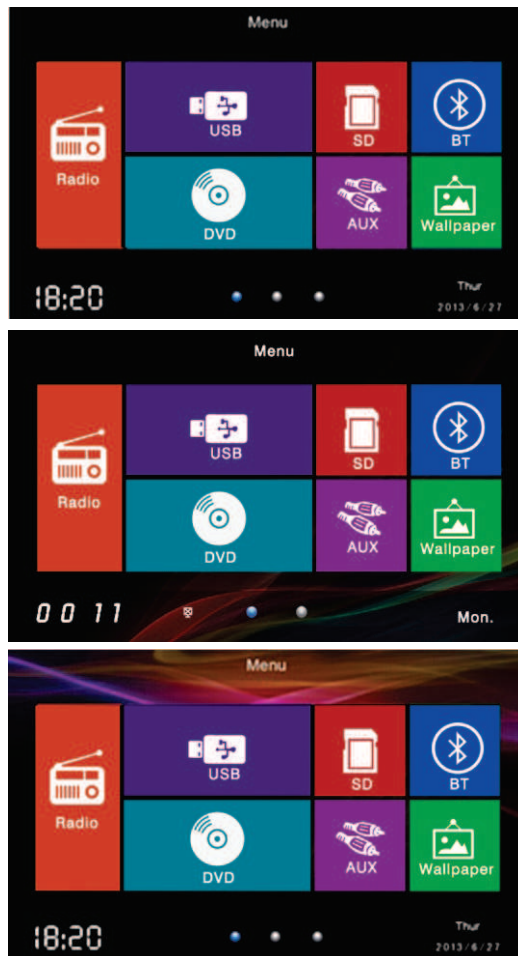 Menu
USB
SD
BT
Radio
DVD
AUX
Wallpaper
18:20
Thur
2013/6/27
Menu
USB
SD
BT
Radio
DVD
AUX
Wallpaper
00 11
Mon.
Menu
USB
SD
BT
Radio
DVD
AUX
Wallpaper
18:20
Thur
2013/6/27